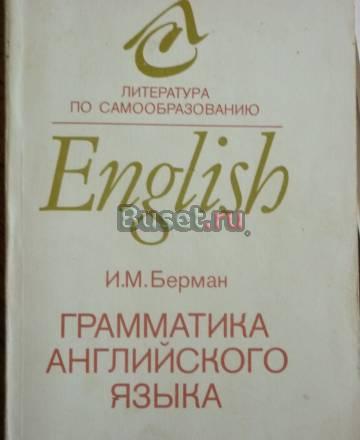 ЛИТЕРАТУРА
ПО САМООБРАЗОВАНИЮ
English
Buset.ru
И.М.Берман
ГРАММАТИКА
АНГЛИЙСКОГО
ЯЗЫКА